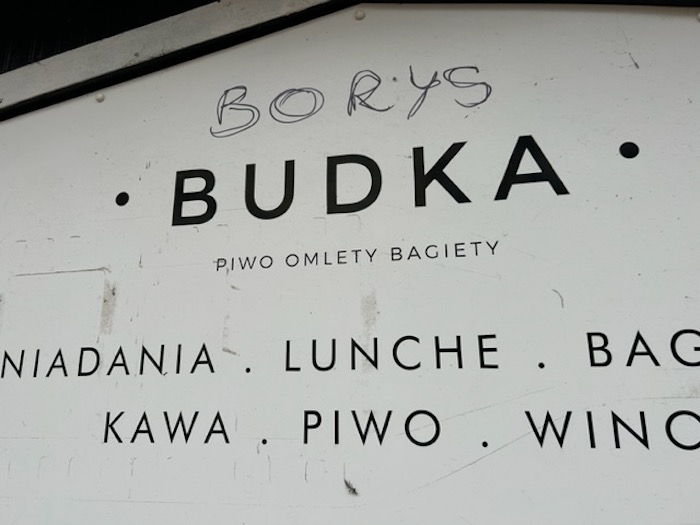 BORYS
• BUDKA •
PIWO OMLETY BAGIETY
NIADANIA . LUNCHE . BAG
KAWA . PIWO . WINO